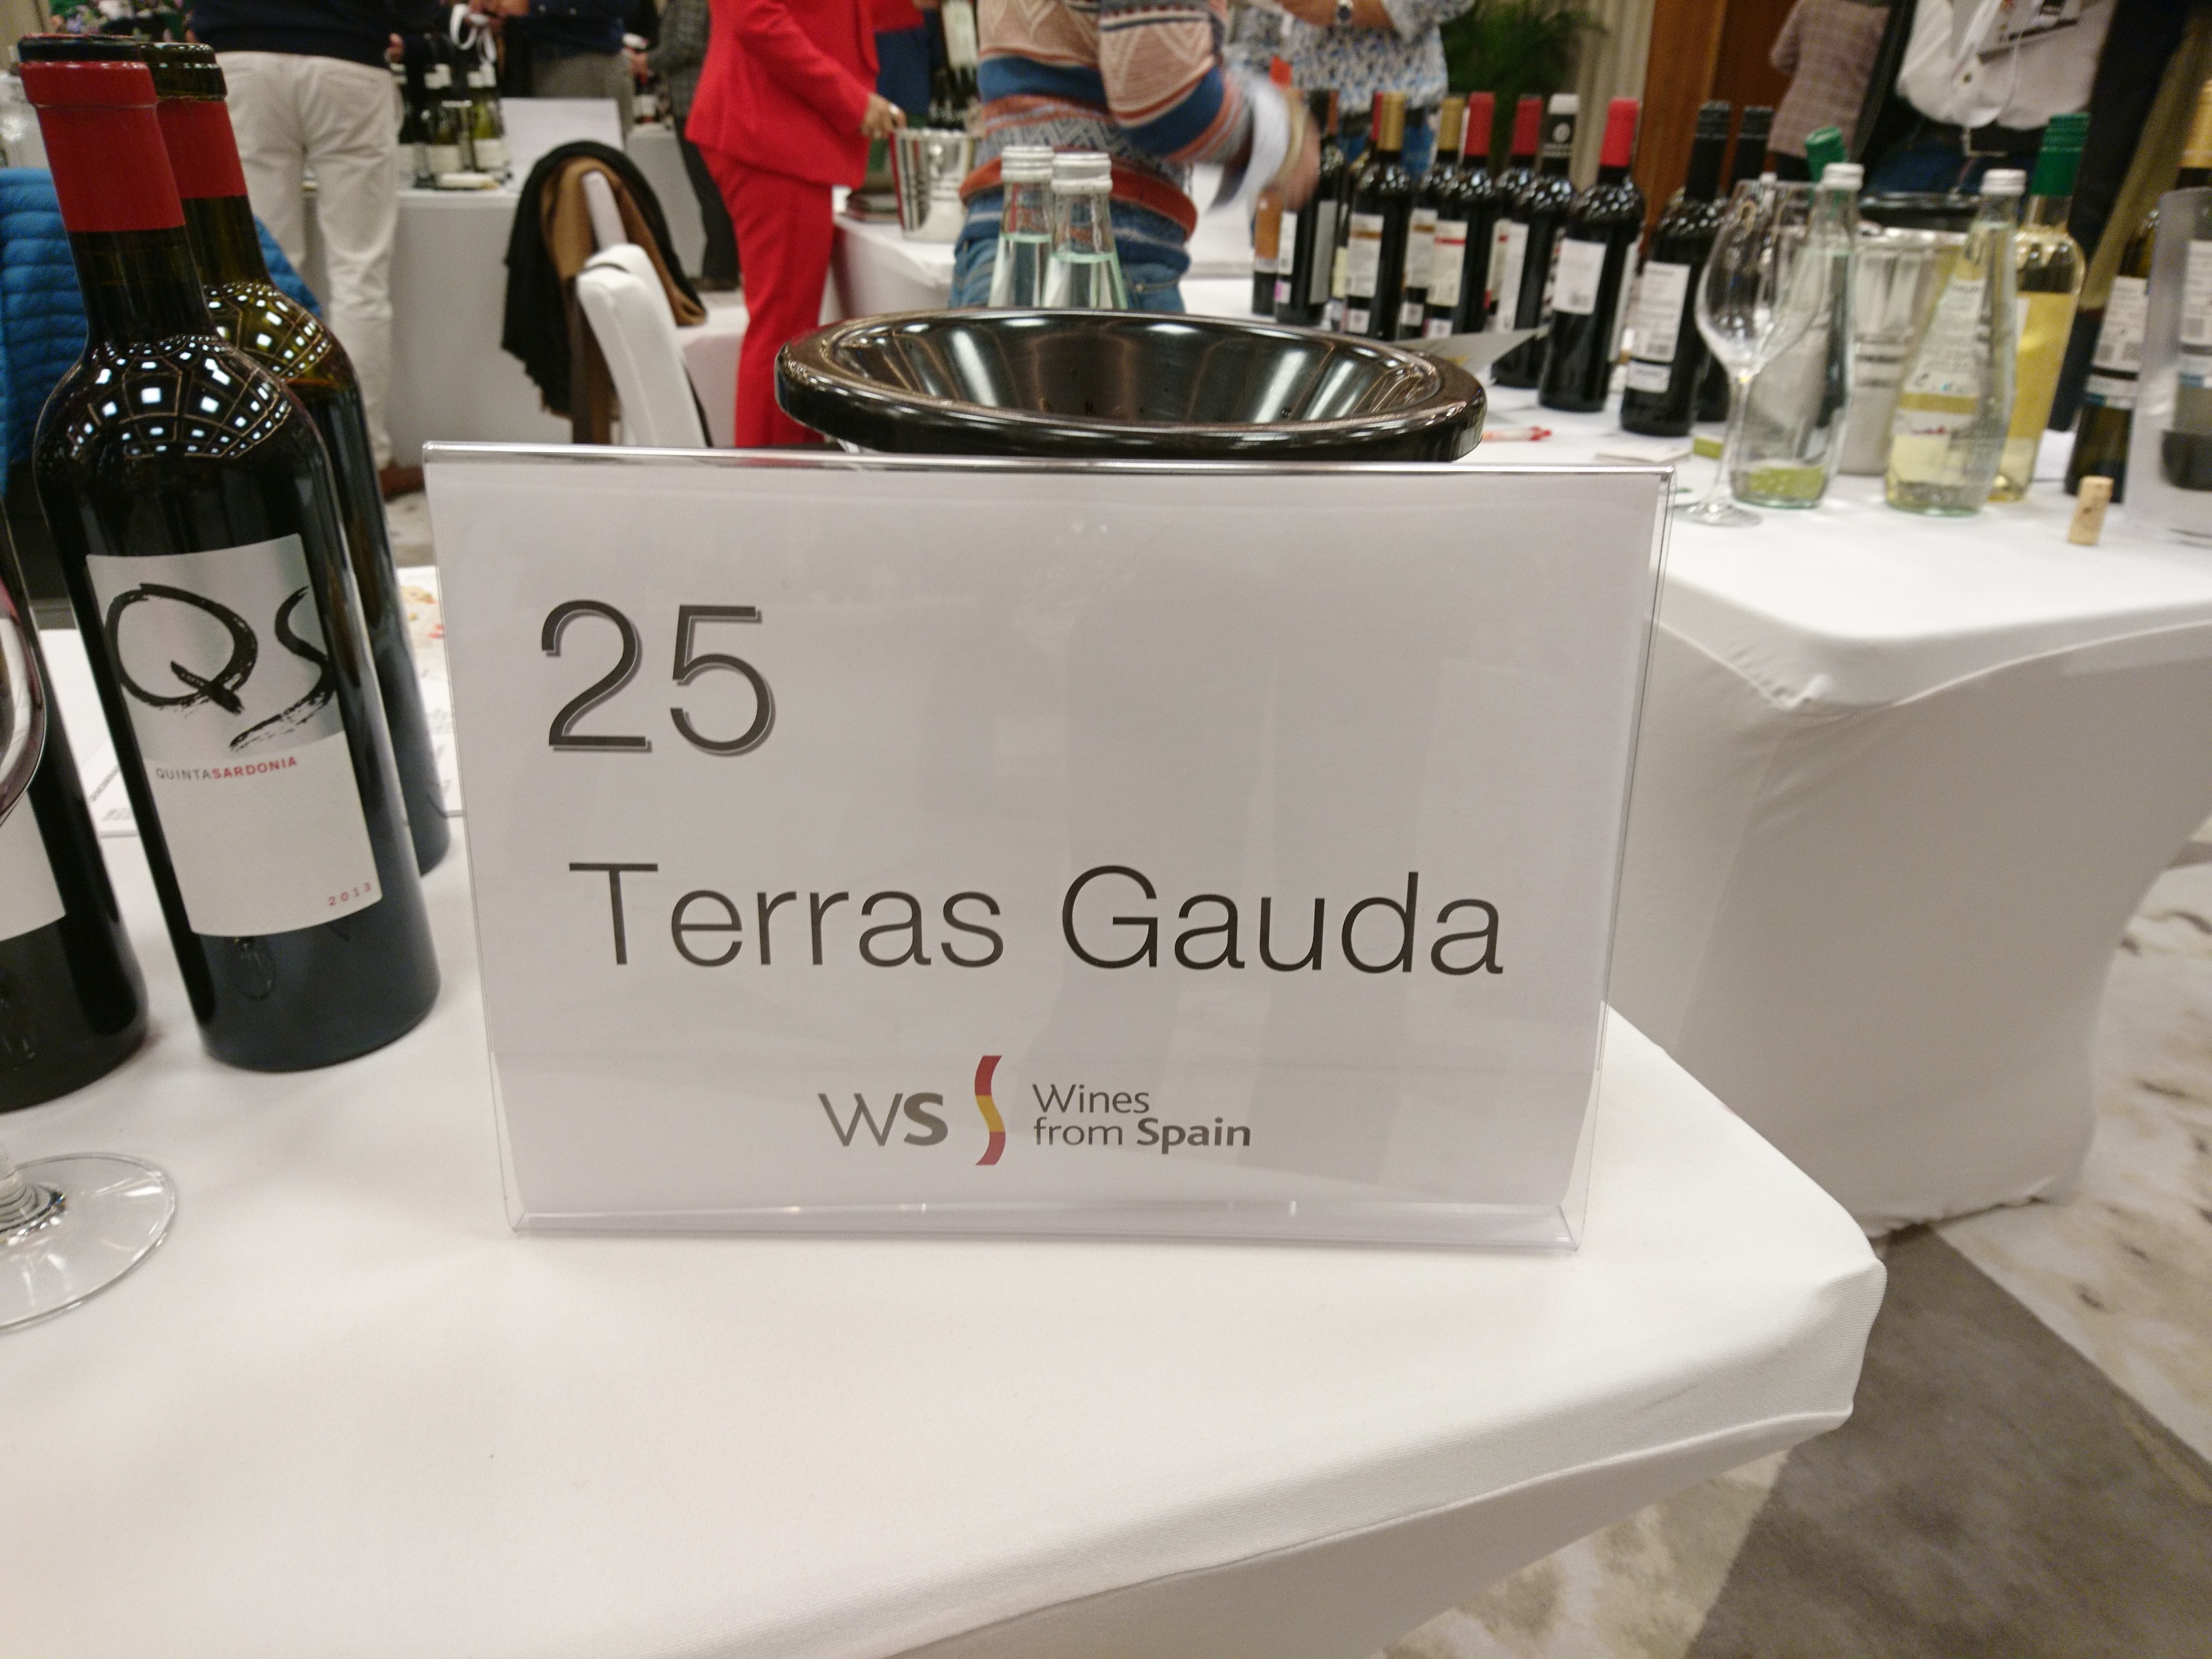 QS
QUINTASARDONIA
2013
25
Terras Gauda
WS
Wines
from Spain